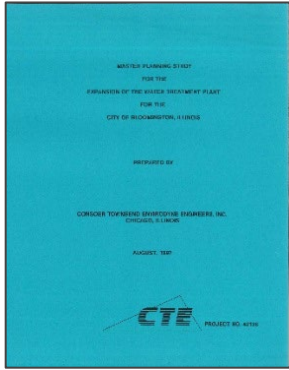 MASTER PLANNING STUDY
FOR THE
EXPANSION OF THE WATER TREATMENT PLANT
FOR THE
CITY OF BLOOMINGTON, ILLINOIS
PREPARED BY
CONSOER TOWNSEND ENVIRODYNE ENGINEERS, INC.
CHICAGO, ILLINOIS
AUGUST,
CTE
PROJECT NO.